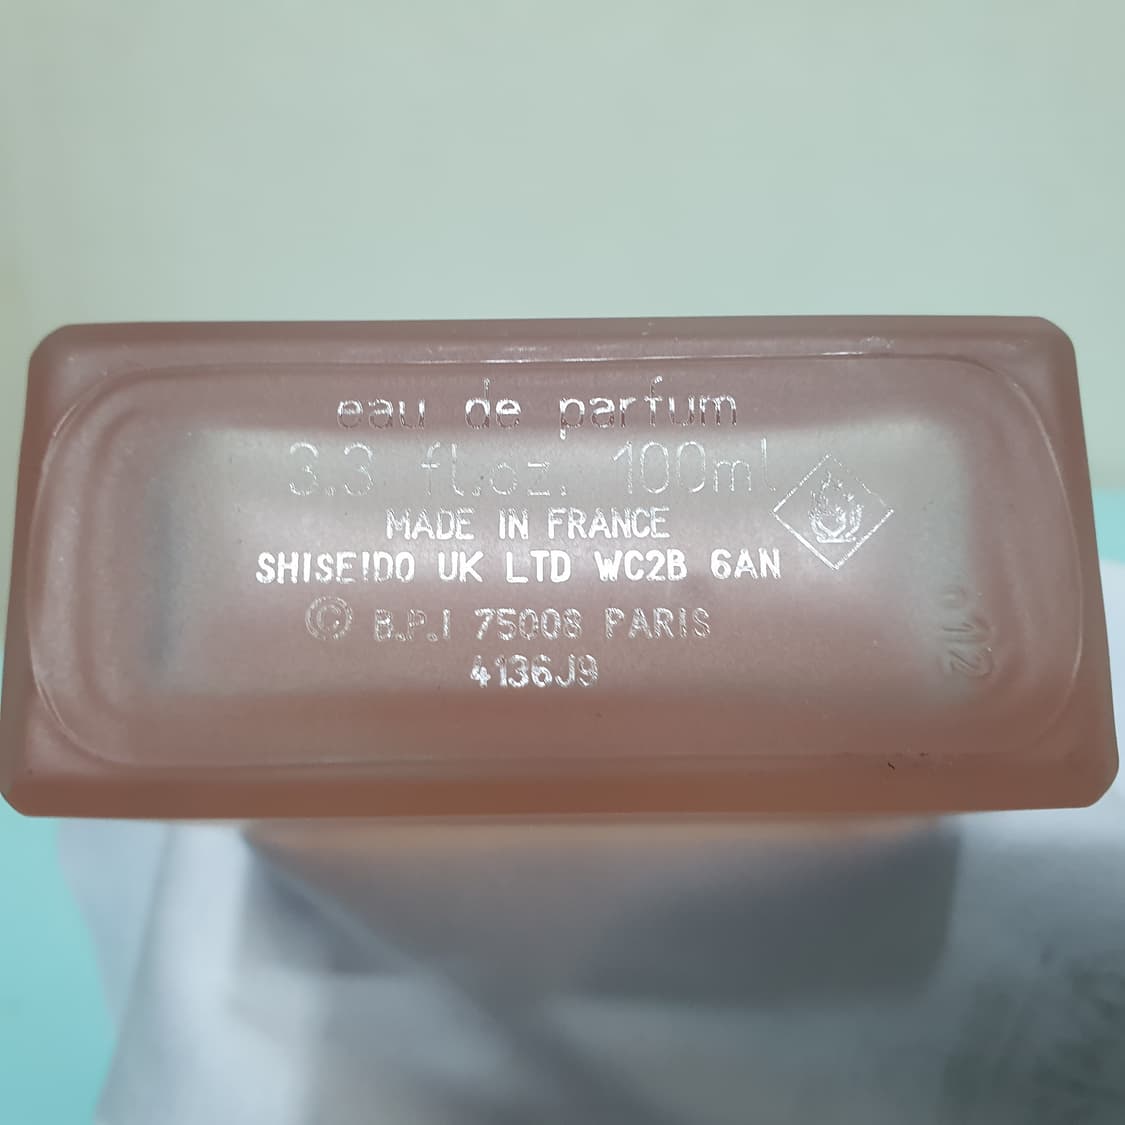 eau de parfum
3.3 fl.oz. 100ml
MADE IN FRANCE
SHISEIDO UK LTD WC2B 6AN
© B.P.I 75008 PARIS
4136J9